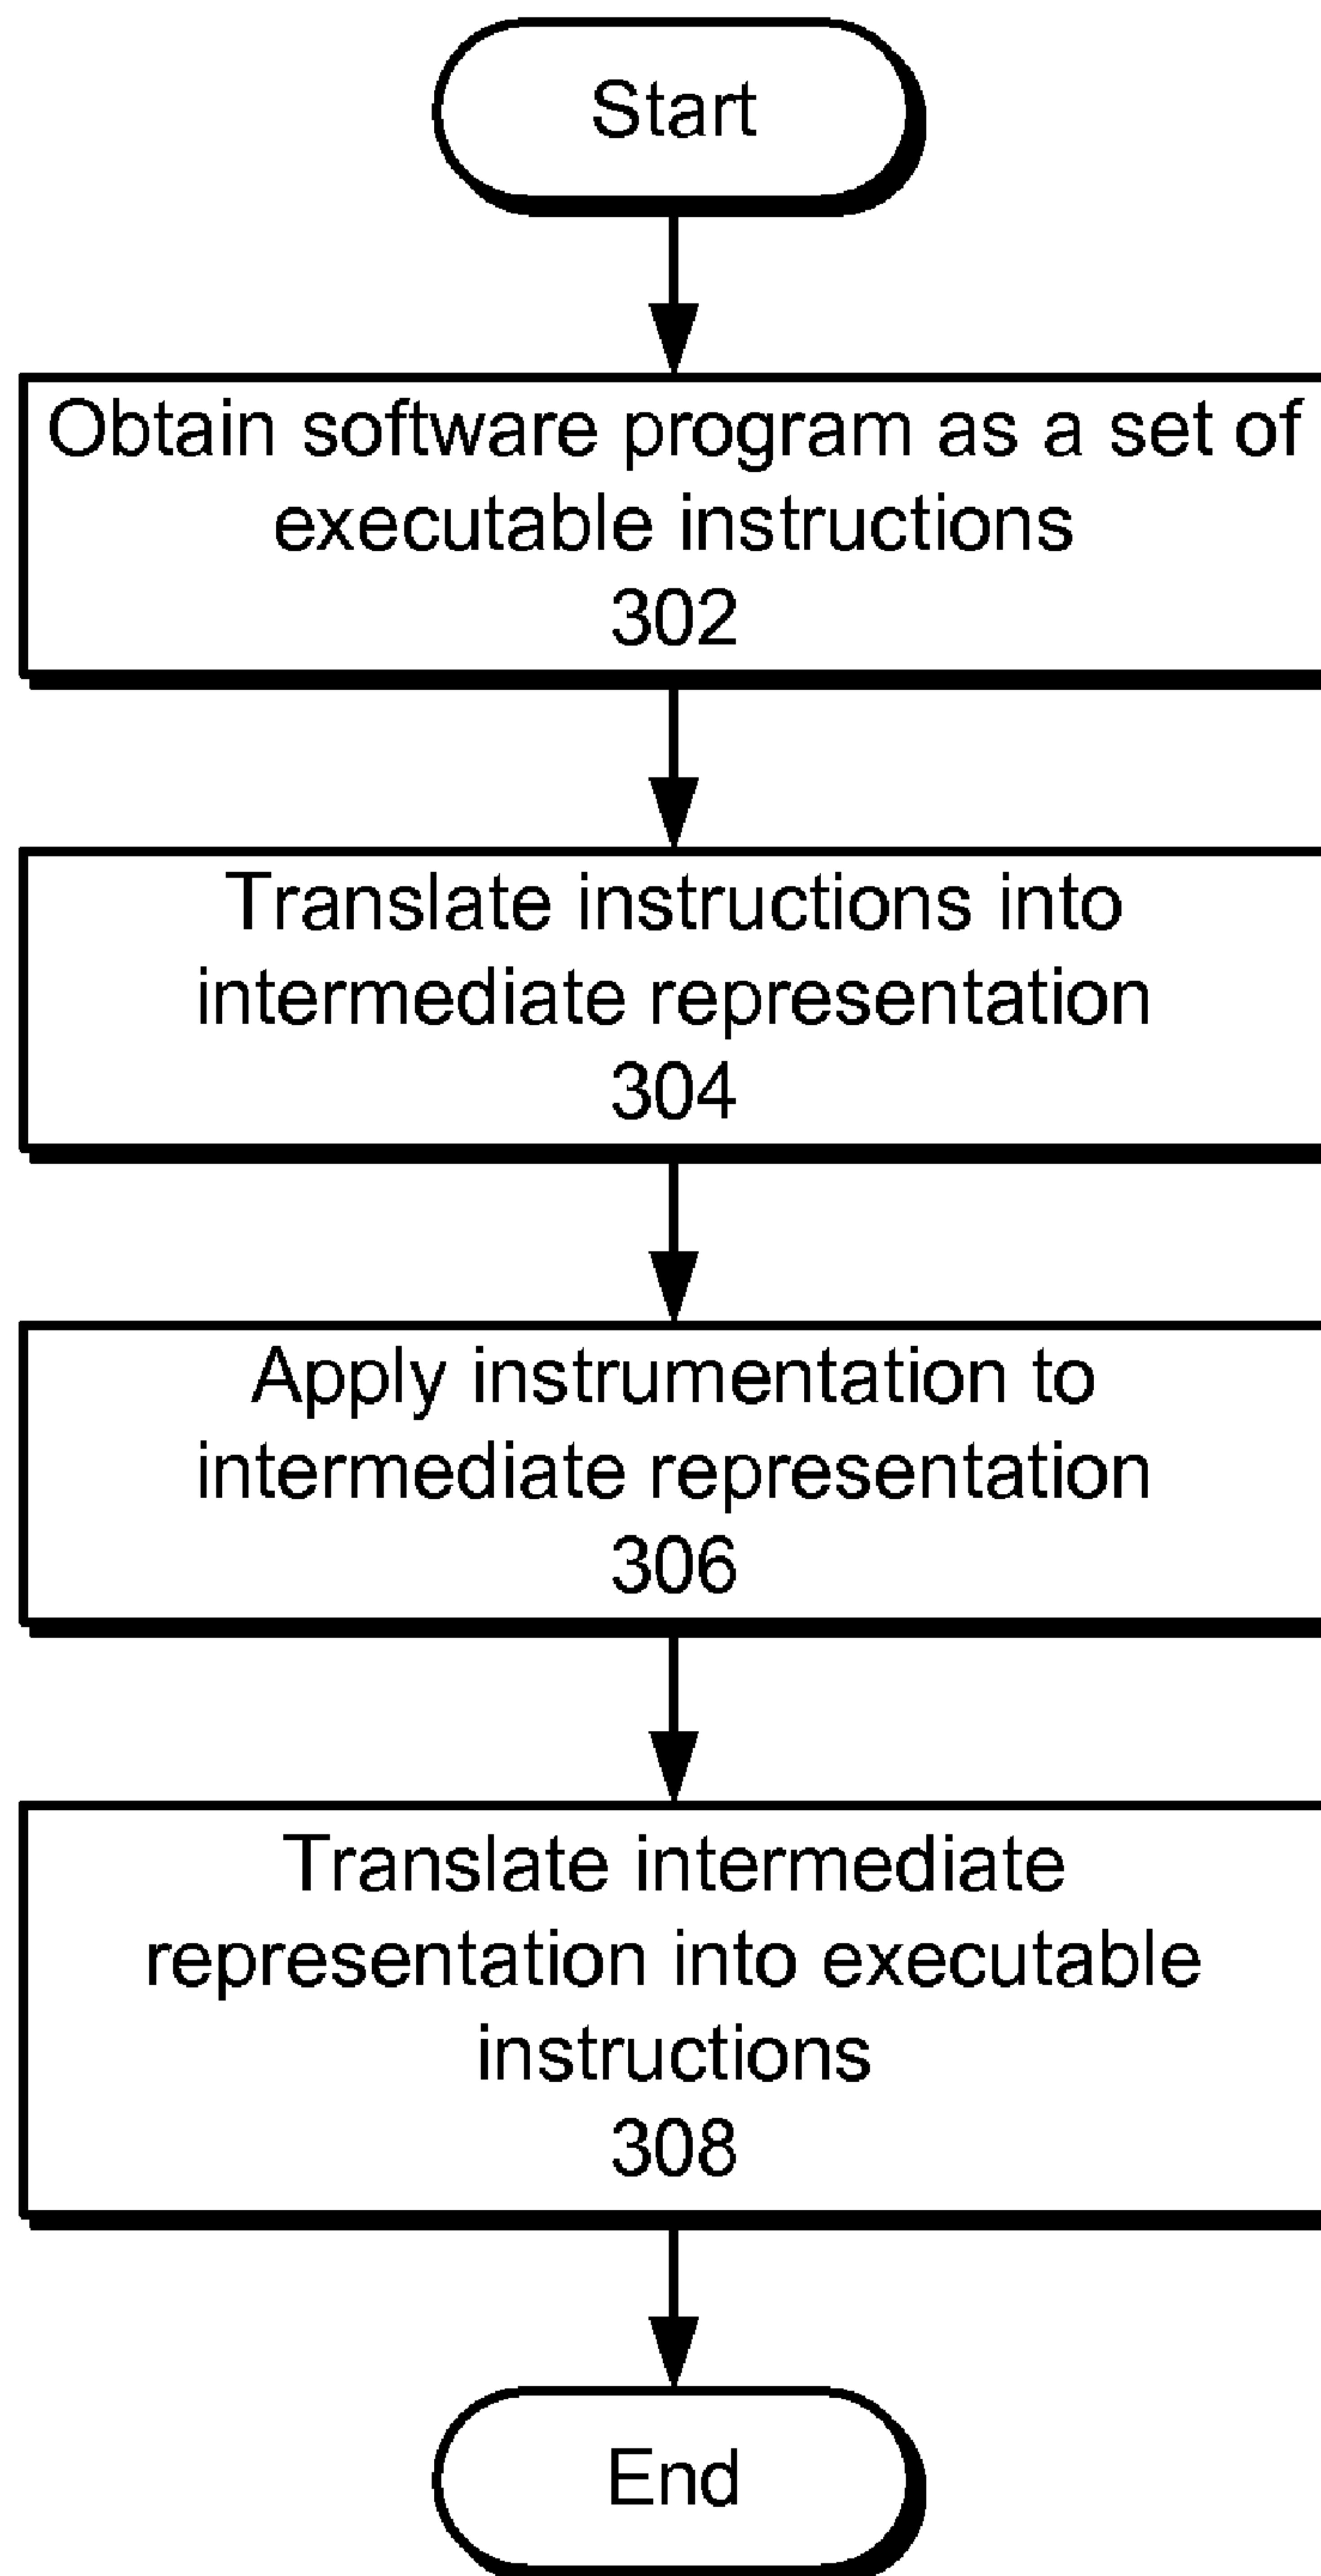 Start
Obtain software program as a set of
executable instructions
302
Translate instructions into
intermediate representation
304
Apply instrumentation to
intermediate representation
306
Translate intermediate
representation into executable
instructions
308
End